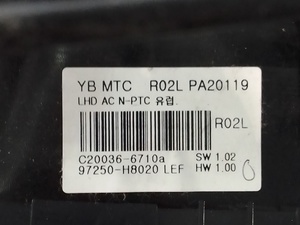 YB MTC R02L PA20119
LHD AC N-PTC 유럽.
R02L
C20036-6710a SW 1.02
97250-H8020 LEF HW 1.00